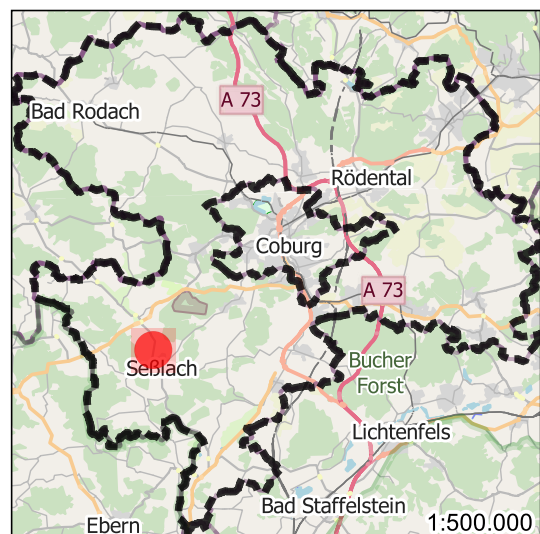 A 73
Bad Rodach
Rödental
Coburg
A 73
Seßlach
Bucher
Forst
Lichtenfels
Bad Staffelstein
Ebern
1:500.000